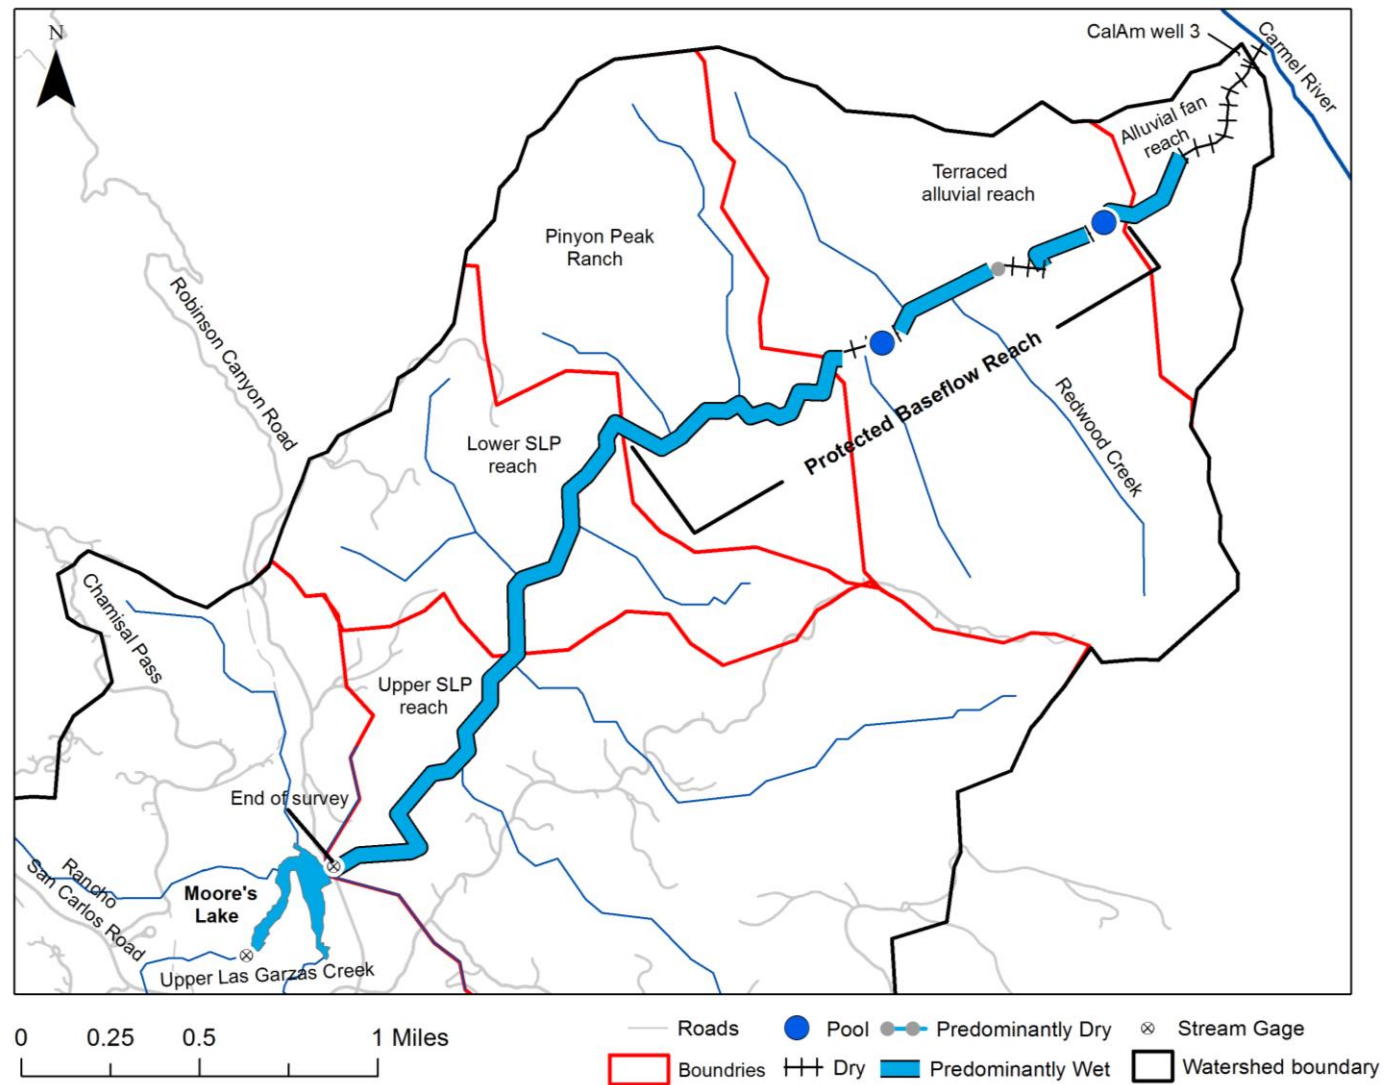 N
CalAm well 3
Carmel River
Alluvial fan
reach
Terraced
alluvial reach
Pinyon Peak
Ranch
Robinson Canyon Road
Protected Baseflow Reach
Redwood Creek
Lower SLP
reach
Chamisal Pass
Upper SLP
reach
End of survey
Rancho
San Carlos Road
Moore's
Lake
Upper Las Garzas Creek
0 0.25 0.5 1 Miles
Roads Pool Predominantly Dry Stream Gage
Boundries Dry Predominantly Wet Watershed boundary